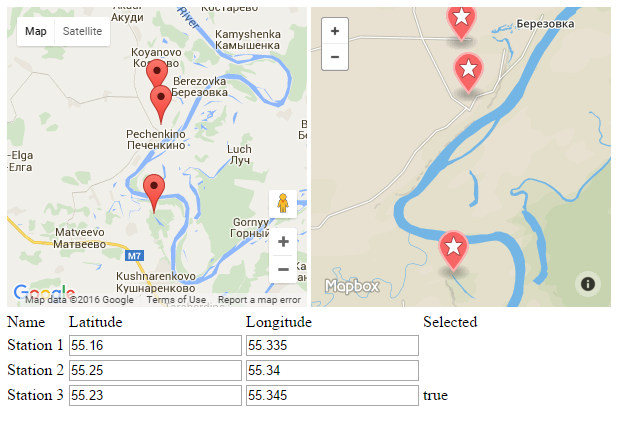 Костарево
River
Акуди
Map Satellite
Kamyshenka
Камышенка
Koyanovo
Berezoyka
Березовка
Pechenkino
Печенкино
Luch
Луч
-Elga
-Елга
Gornyy
Горный
Matveevo
Матвеево
M7
Kushnarenkovo
Кушнаренково
Google
Map data ©2016 Google Terms of Use Report a map error
+
−
+
−
Березовка
Mapbox
i
Name Latitude Longitude Selected
Station 1 55.16 55.335
Station 2 55.25 55.34
Station 3 55.23 55.345 true